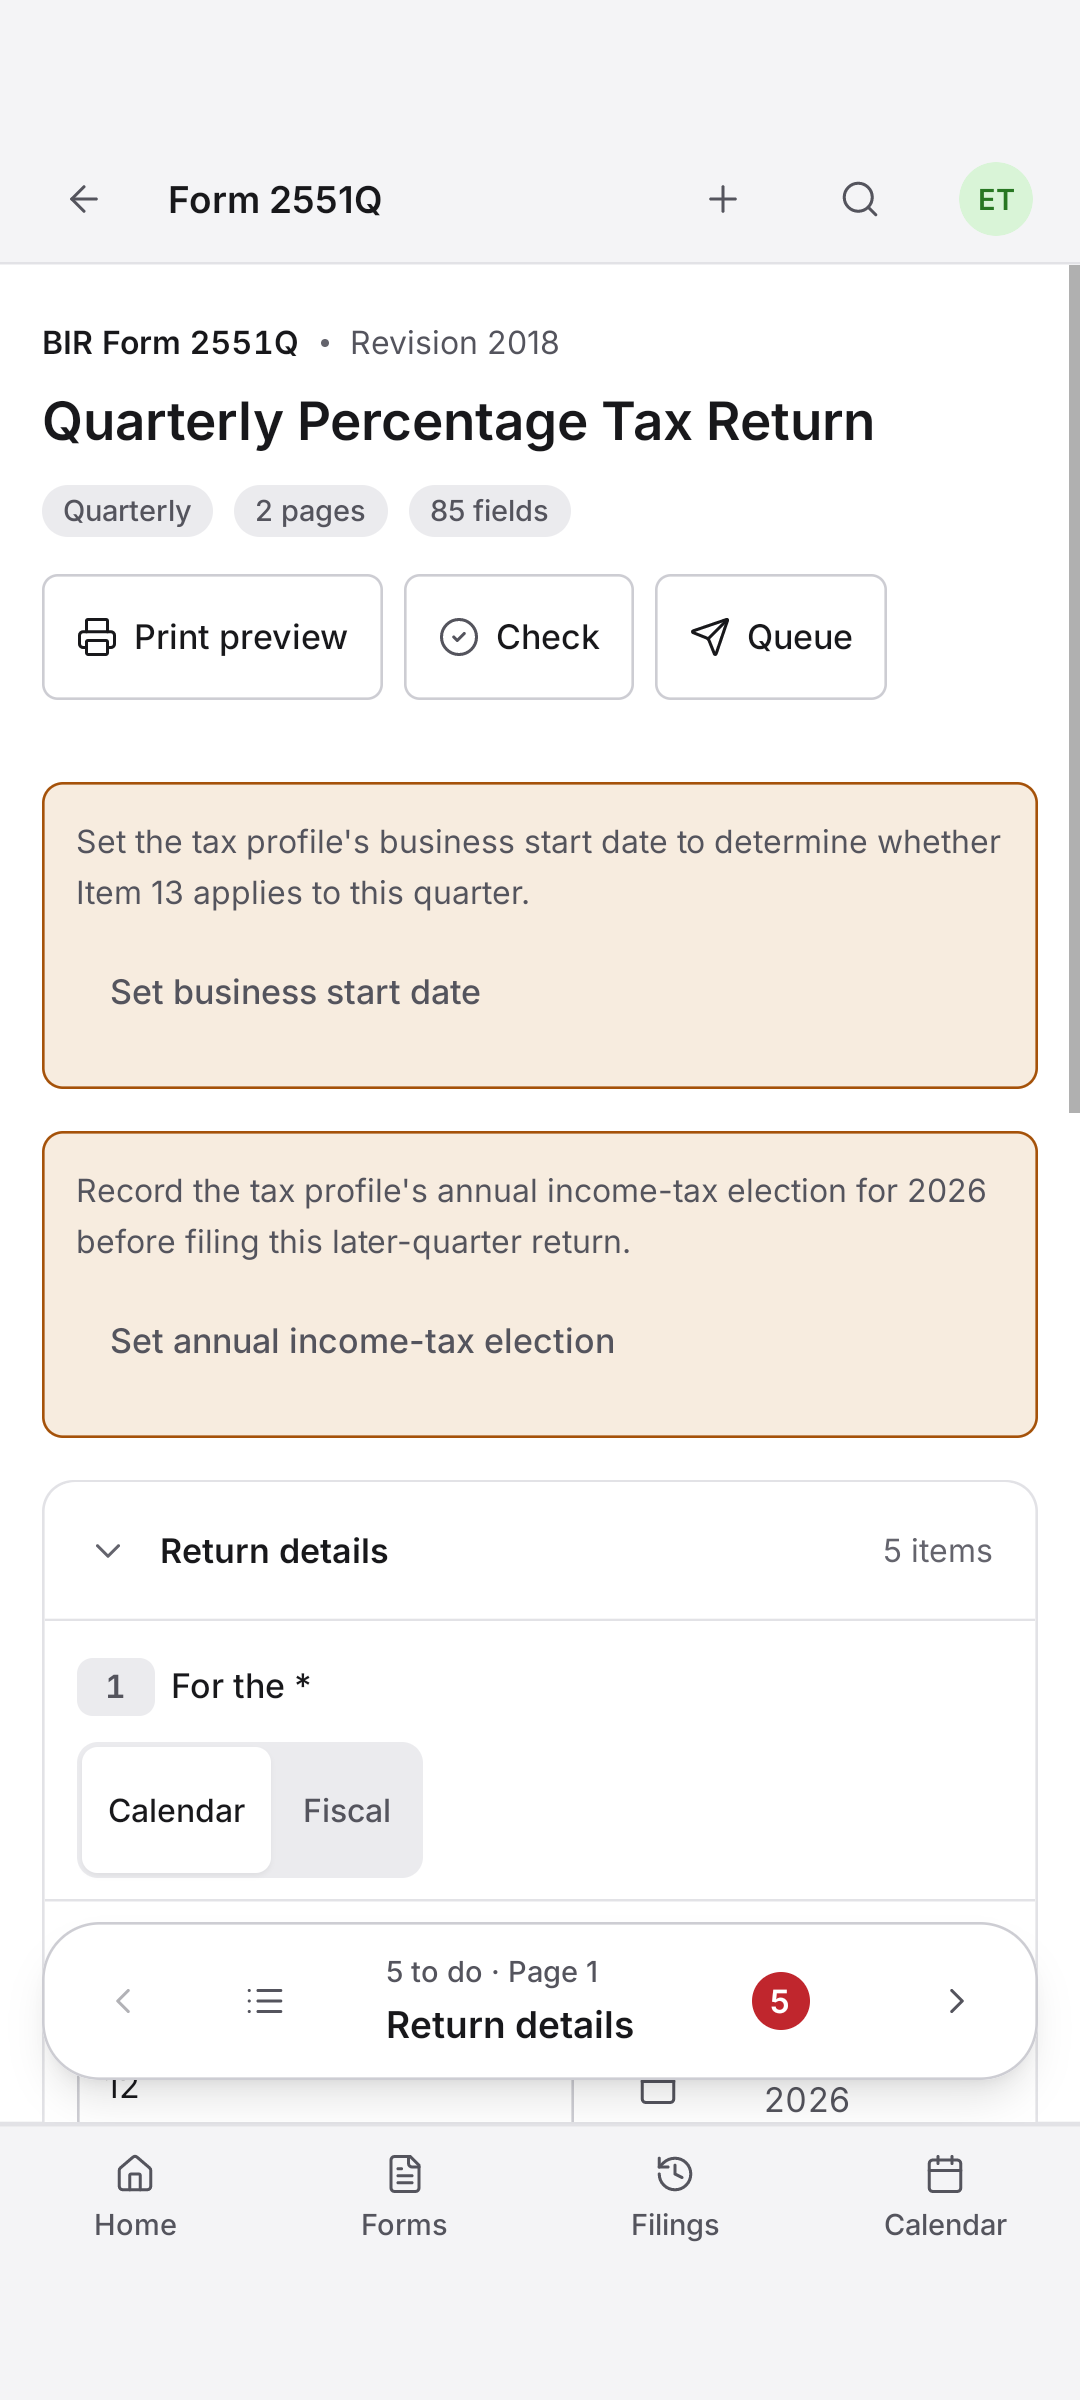 Form 2551Q
ET
BIR Form 2551Q • Revision 2018
Quarterly Percentage Tax Return
Quarterly
2 pages
85 fields
Print preview
Check
Queue
Set the tax profile's business start date to determine whether
Item 13 applies to this quarter.
Set business start date
Record the tax profile's annual income-tax election for 2026
before filing this later-quarter return.
Set annual income-tax election
Return details
5 items
1 For the *
Calendar
Fiscal
5 to do · Page 1
Return details
5
12
2026
Home
Forms
Filings
Calendar